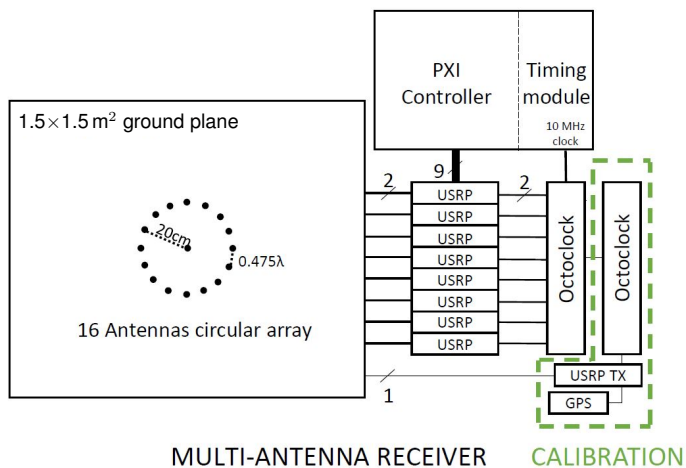 PXI
Controller
Timing
module
10 MHz
clock
1.5×1.5 m² ground plane
20cm
0.475λ
16 Antennas circular array
9
2
2
USRP
USRP
USRP
USRP
USRP
USRP
USRP
USRP
Octoclock
Octoclock
1
USRP TX
GPS
MULTI-ANTENNA RECEIVER
CALIBRATION